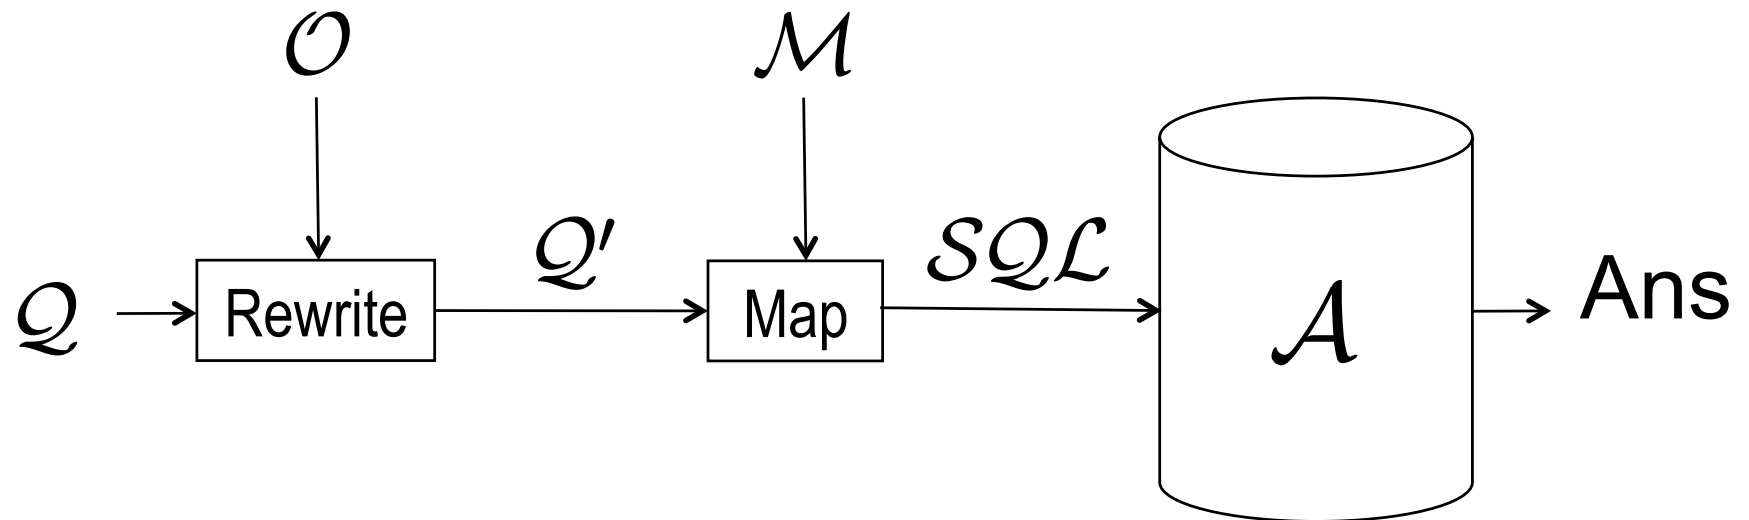 𝒪
ℳ
𝒬
Rewrite
𝒬′
Map
𝒮𝒬ℒ
𝒜
Ans